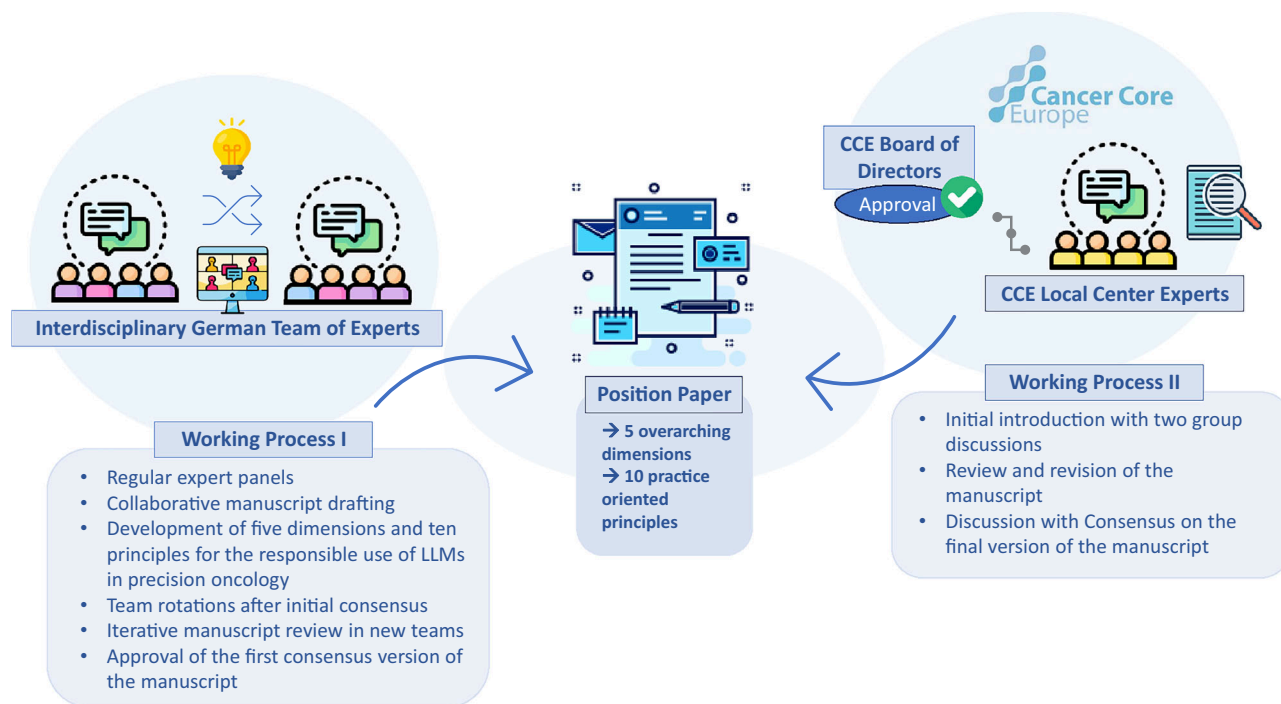 Interdisciplinary German Team of Experts
Working Process I
• Regular expert panels
• Collaborative manuscript drafting
• Development of five dimensions and ten
principles for the responsible use of LLMs
in precision oncology
• Team rotations after initial consensus
• Iterative manuscript review in new teams
• Approval of the first consensus version of
the manuscript
Position Paper
→ 5 overarching
dimensions
→ 10 practice
oriented
principles
Cancer Core
Europe
CCE Board of
Directors
Approval
CCE Local Center Experts
Working Process II
• Initial introduction with two group
discussions
• Review and revision of the
manuscript
• Discussion with Consensus on the
final version of the manuscript